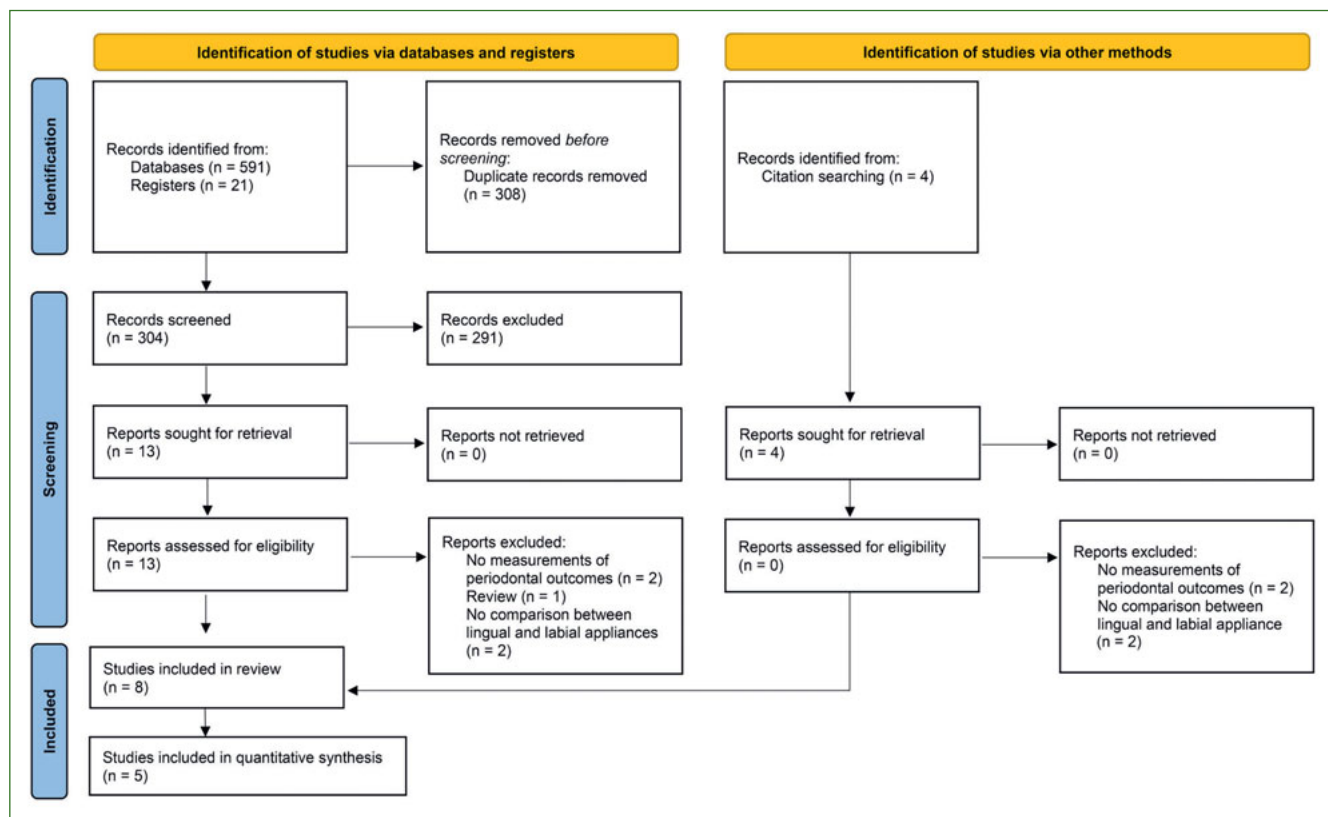 Identification of studies via databases and registers
Identification of studies via other methods
Identification
Records identified from:
Databases (n = 591)
Registers (n = 21)
Records removed before
screening:
Duplicate records removed
(n = 308)
Records identified from:
Citation searching (n = 4)
Screening
Records screened
(n = 304)
Records excluded
(n = 291)
Reports sought for retrieval
(n = 13)
Reports not retrieved
(n = 0)
Reports sought for retrieval
(n = 4)
Reports not retrieved
(n = 0)
Reports assessed for eligibility
(n = 13)
Reports excluded:
No measurements of
periodontal outcomes (n = 2)
Review (n = 1)
No comparison between
lingual and labial appliances
(n = 2)
Reports assessed for eligibility
(n = 0)
Reports excluded:
No measurements of
periodontal outcomes (n = 2)
No comparison between
lingual and labial appliance
(n = 2)
Included
Studies included in review
(n = 8)
Studies included in quantitative synthesis
(n = 5)